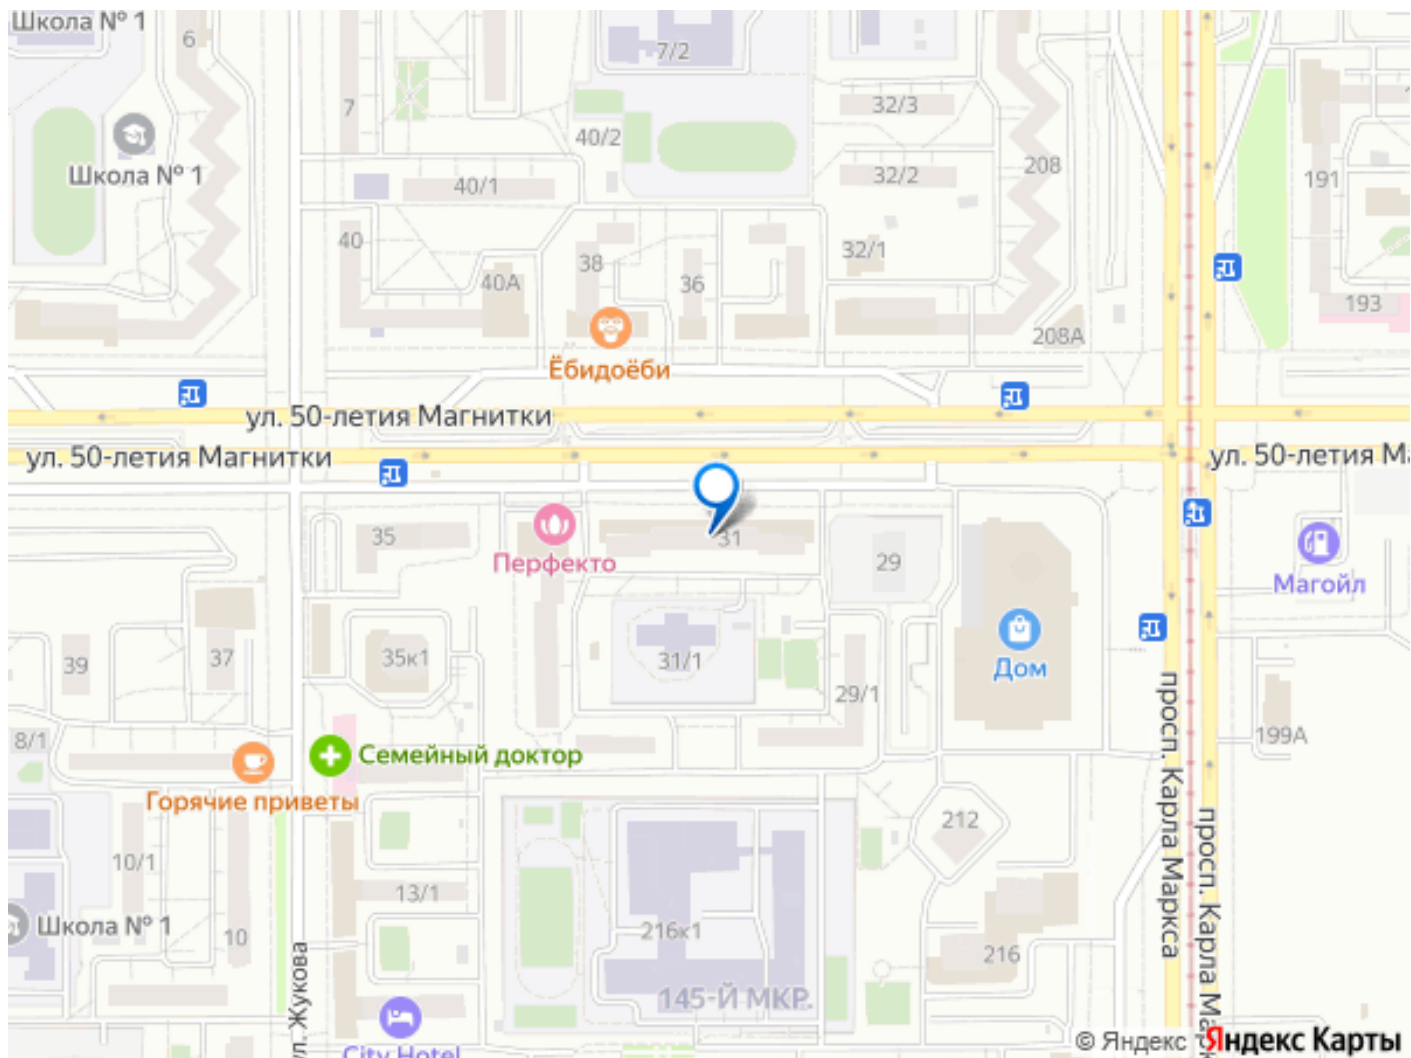 Школа № 1
6
7/2
7
32/3
40/2
208
Школа № 1
40/1
32/2
191
40
38
32/1
40А
36
193
208А
Ёбидоёби
ул. 50-летия Магнитки
ул. 50-летия Магнитки
ул. 50-летия Ма
35
31
29
Перфекто
Магойл
39
37
35к1
31/1
Дом
29/1
8/1
199А
Семейный доктор
просп. Карла Маркса
Горячие приветы
212
просп. Карла Марк
10/1
13/1
Школа № 1
10
216к1
216
ул. Жукова
145-Й МКР.
City Hotel
© Яндекс
Яндекс Карты